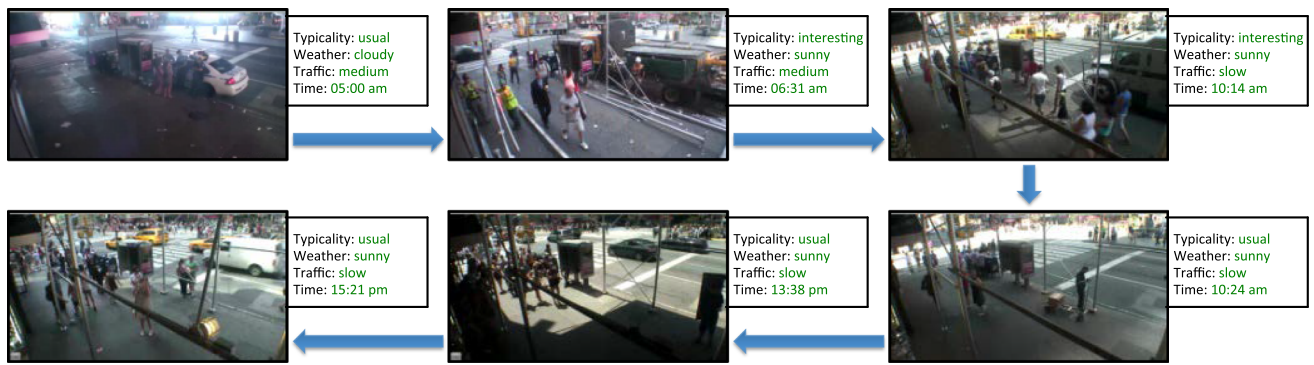 Typicality: usual
Weather: cloudy
Traffic: medium
Time: 05:00 am
Typicality: interesting
Weather: sunny
Traffic: medium
Time: 06:31 am
Typicality: interesting
Weather: sunny
Traffic: slow
Time: 10:14 am
Typicality: usual
Weather: sunny
Traffic: slow
Time: 10:24 am
Typicality: usual
Weather: sunny
Traffic: slow
Time: 13:38 pm
Typicality: usual
Weather: sunny
Traffic: slow
Time: 15:21 pm